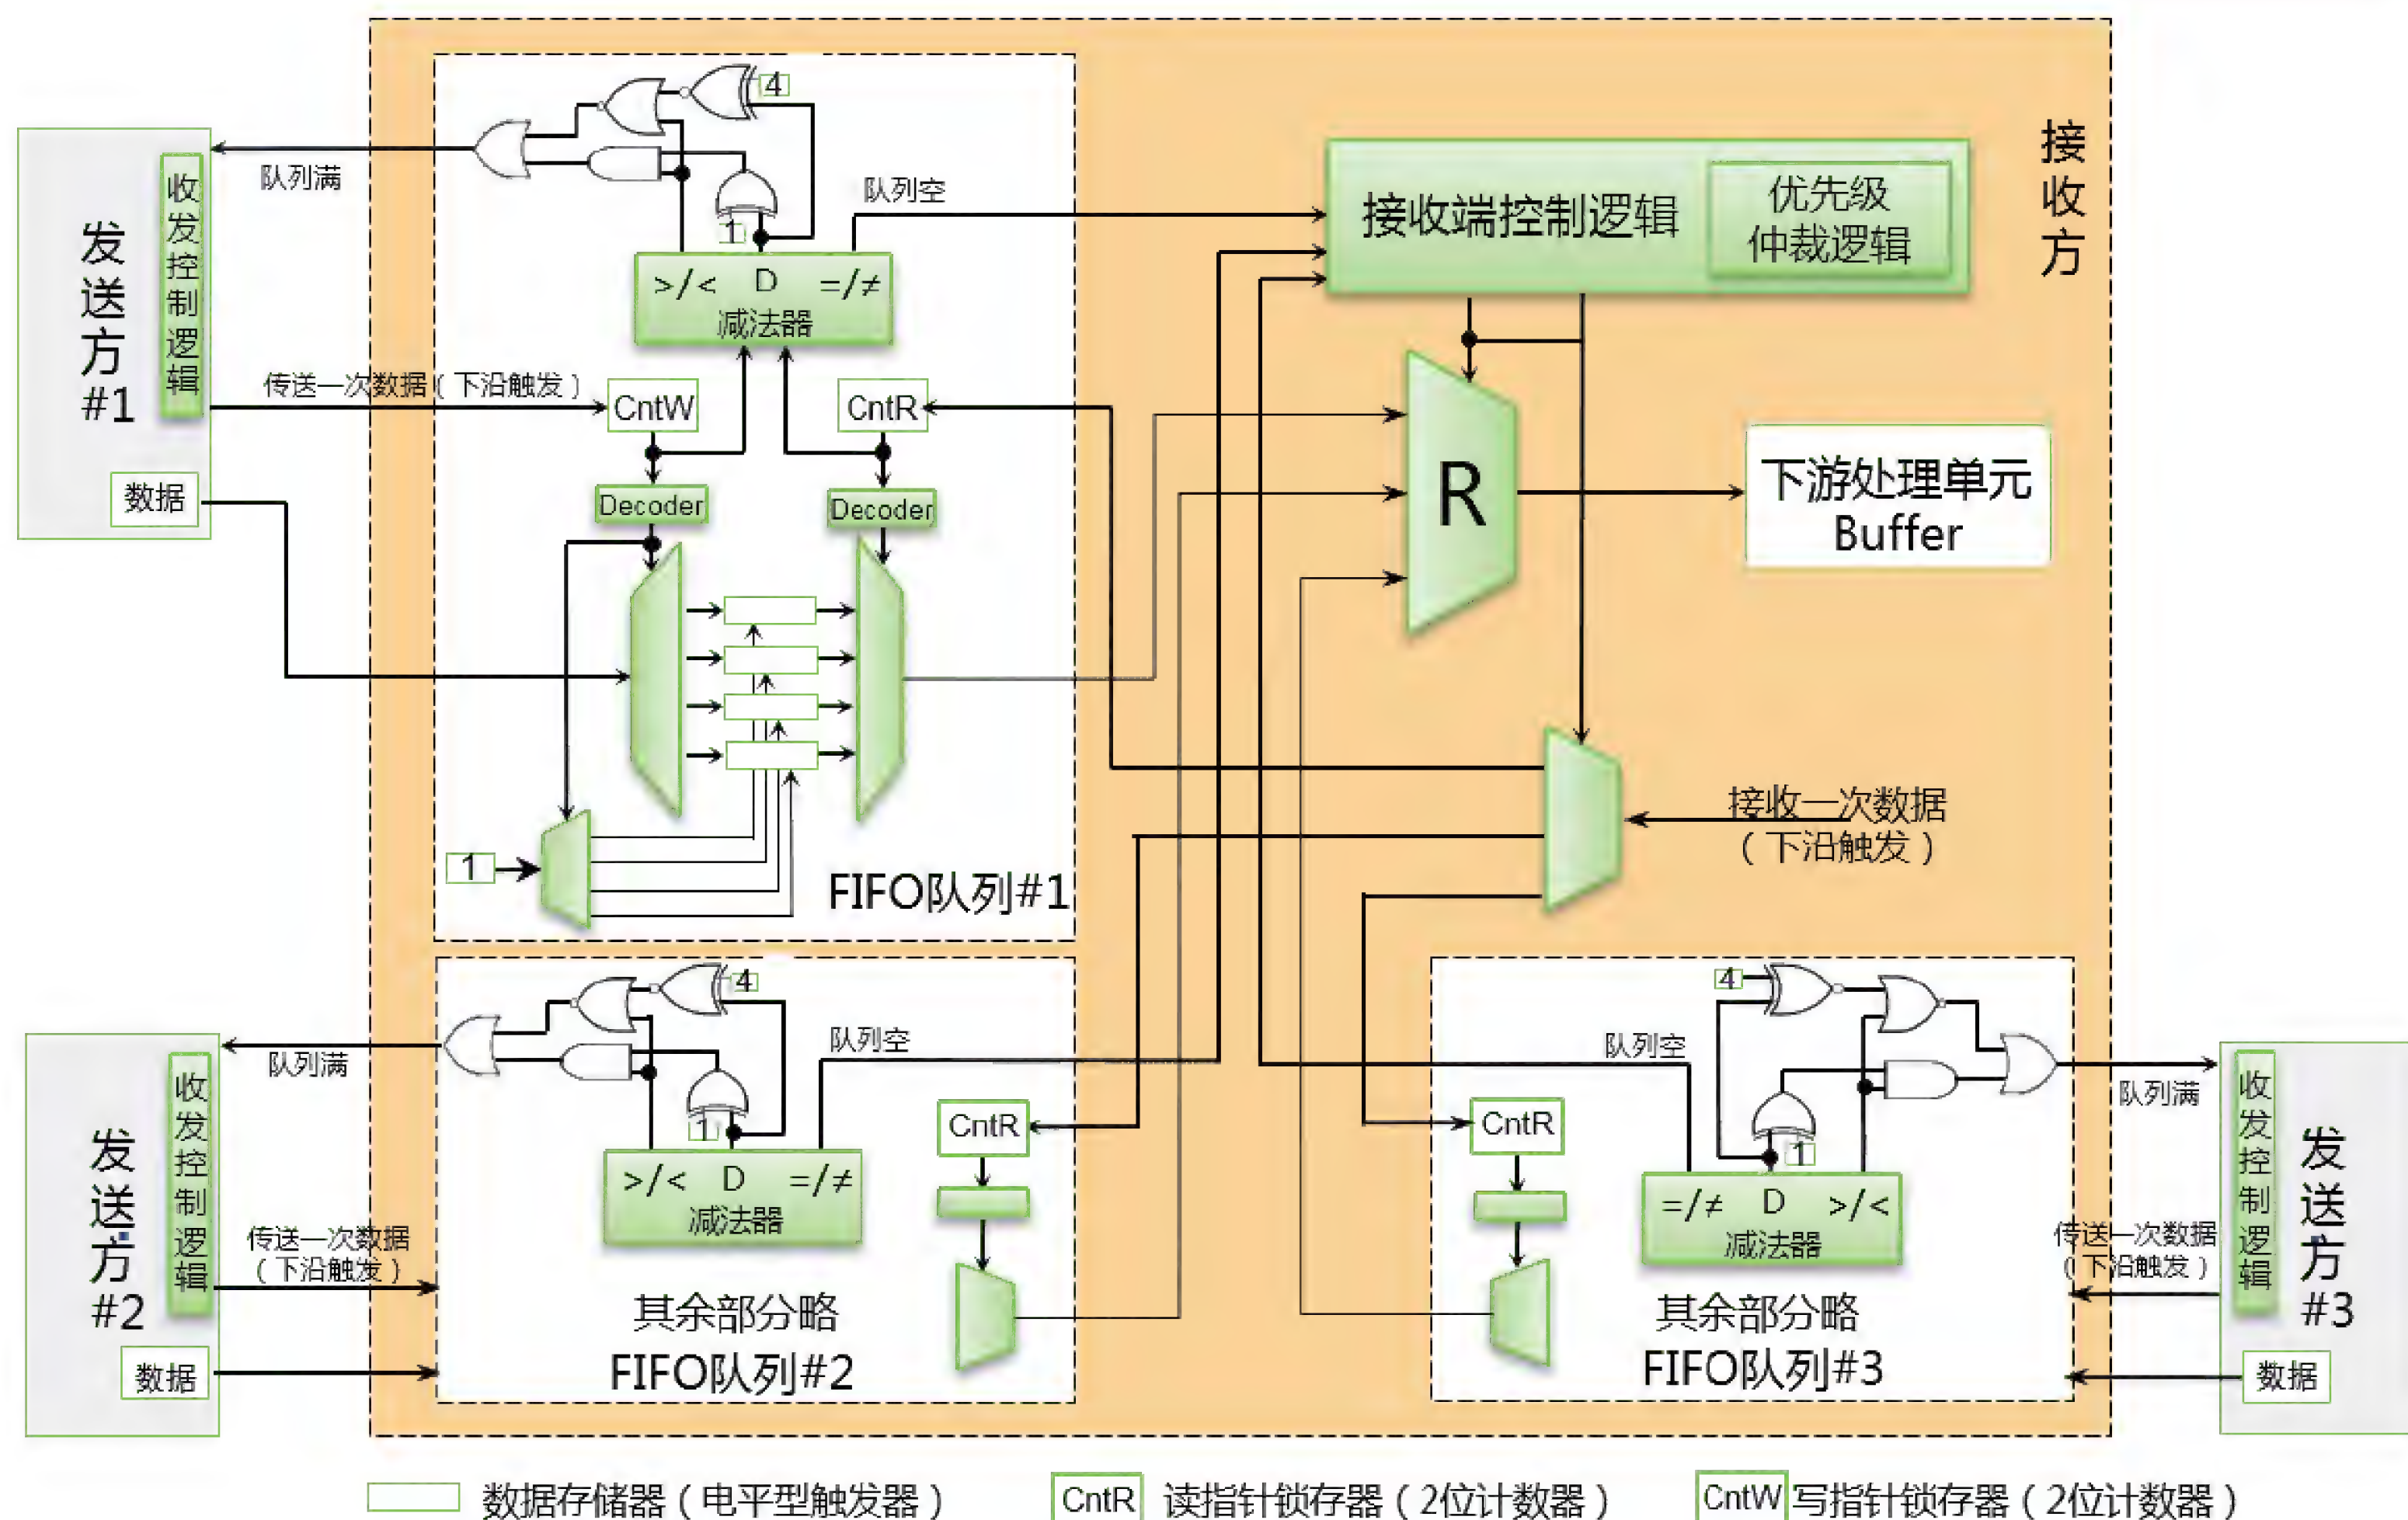 4
队列满
1
队列空
>/<  D  =/≠
减法器
收发控制逻辑
发送方
#1
传送一次数据（下沿触发）
CntW
CntR
数据
Decoder
Decoder
1
FIFO队列#1
接收端控制逻辑
优先级
仲裁逻辑
接收方
R
下游处理单元
Buffer
接收一次数据
（下沿触发）
4
队列满
1
队列空
>/<  D  =/≠
减法器
CntR
收发控制逻辑
发送方
#2
传送一次数据
（下沿触发）
数据
其余部分略
FIFO队列#2
4
队列空
1
队列满
CntR
=/≠  D  >/<
减法器
其余部分略
FIFO队列#3
传送一次数据
（下沿触发）
收发控制逻辑
发送方
#3
数据
数据存储器（电平型触发器）
CntR 读指针锁存器（2位计数器）
CntW 写指针锁存器（2位计数器）